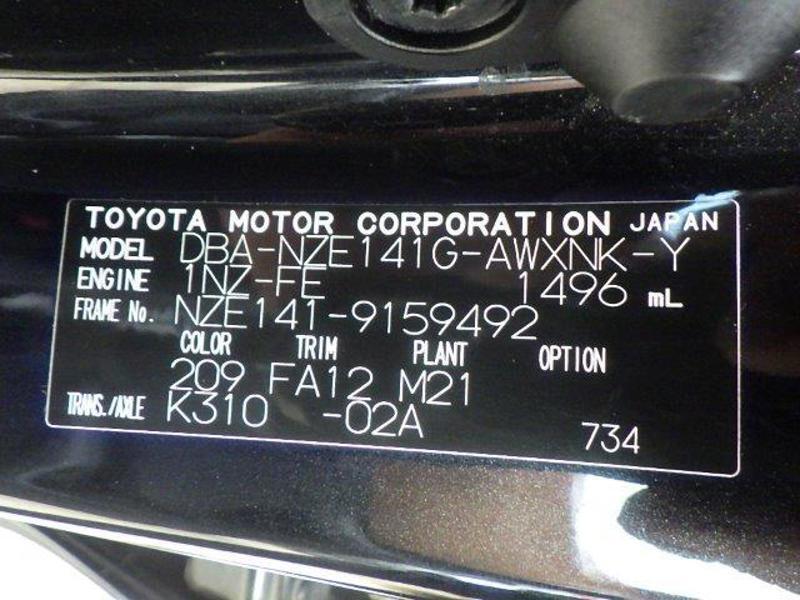 TOYOTA MOTOR CORPORATION JAPAN
MODEL DBA-NZE141G-AWXNK-Y
ENGINE 1NZ-FE 1496 mL
FRAME No. NZE141-9159492
COLOR TRIM PLANT OPTION
209 FA12 M21
TRANS./AXLE K310 -02A
734